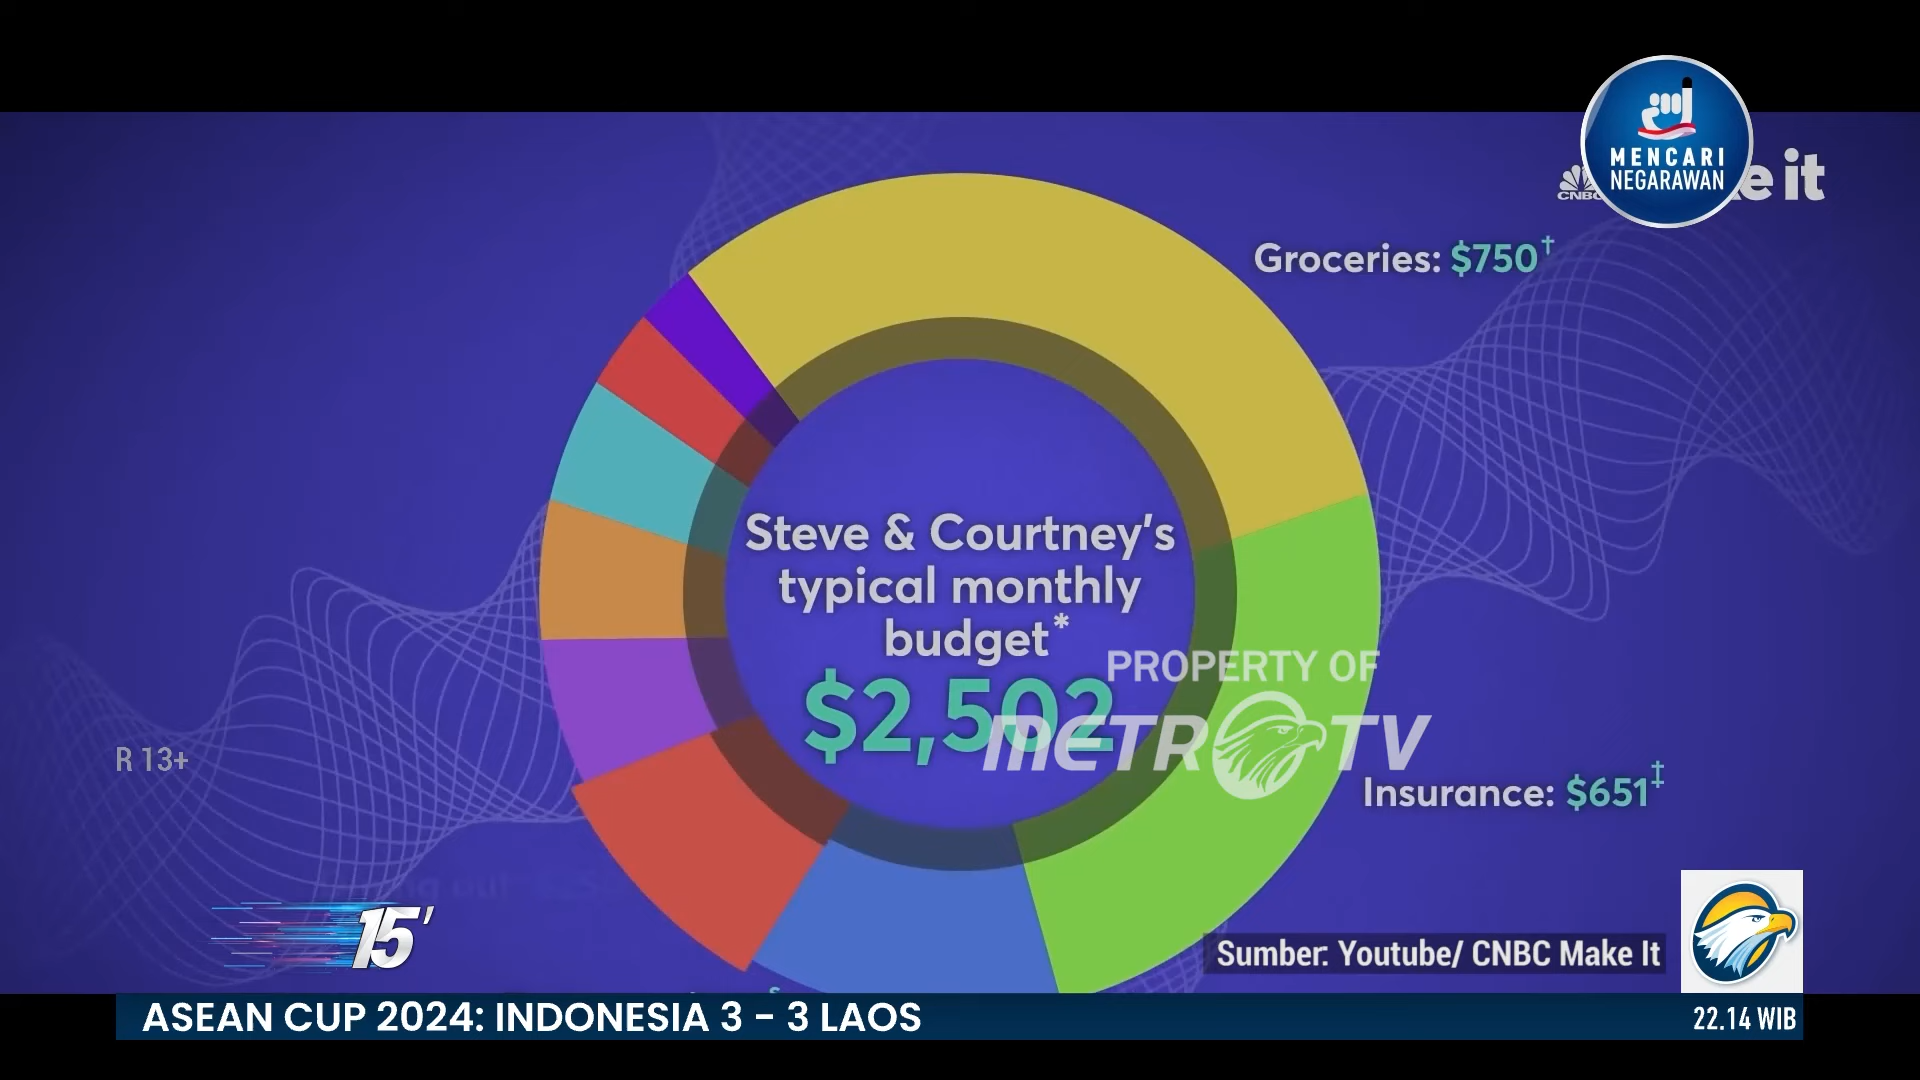 MENCARI
NEGARAWAN
CNBC
e it
Groceries: $750†
Steve & Courtney's
typical monthly
budget*
$2,502
PROPERTY OF
METRO TV
Insurance: $651‡
R 13+
15'
Sumber: Youtube/ CNBC Make It
ASEAN CUP 2024: INDONESIA 3 - 3 LAOS
22.14 WIB